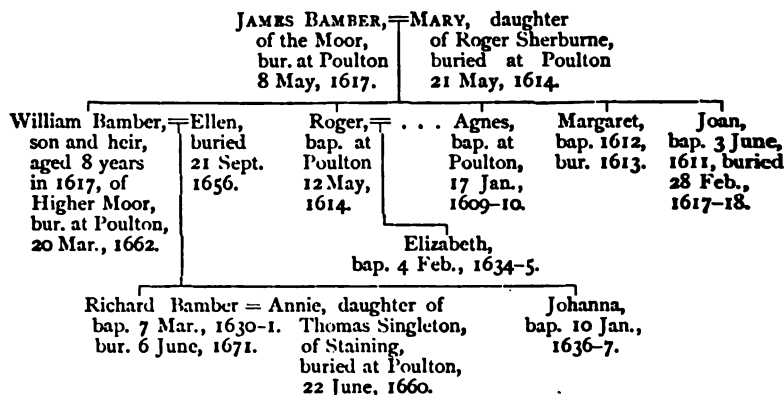 JAMES BAMBER,=MARY, daughter
of the Moor, of Roger Sherburne,
bur. at Poulton buried at Poulton
8 May, 1617. 21 May, 1614.
William Bamber,=Ellen, Roger,= . . . Agnes, Margaret, Joan,
son and heir, buried bap. at bap. at bap. 1612, bap. 3 June,
aged 8 years 21 Sept. Poulton Poulton, bur. 1613. 1611, buried
in 1617, of 1656. 12 May, 17 Jan., 28 Feb.,
Higher Moor, 1614. 1609-10. 1617-18.
bur. at Poulton,
20 Mar., 1662.
Elizabeth,
bap. 4 Feb., 1634-5.
Richard Bamber = Annie, daughter of Johanna,
bap. 7 Mar., 1630-1. Thomas Singleton, bap. 10 Jan.,
bur. 6 June, 1671. of Staining, 1636-7.
buried at Poulton,
22 June, 1660.